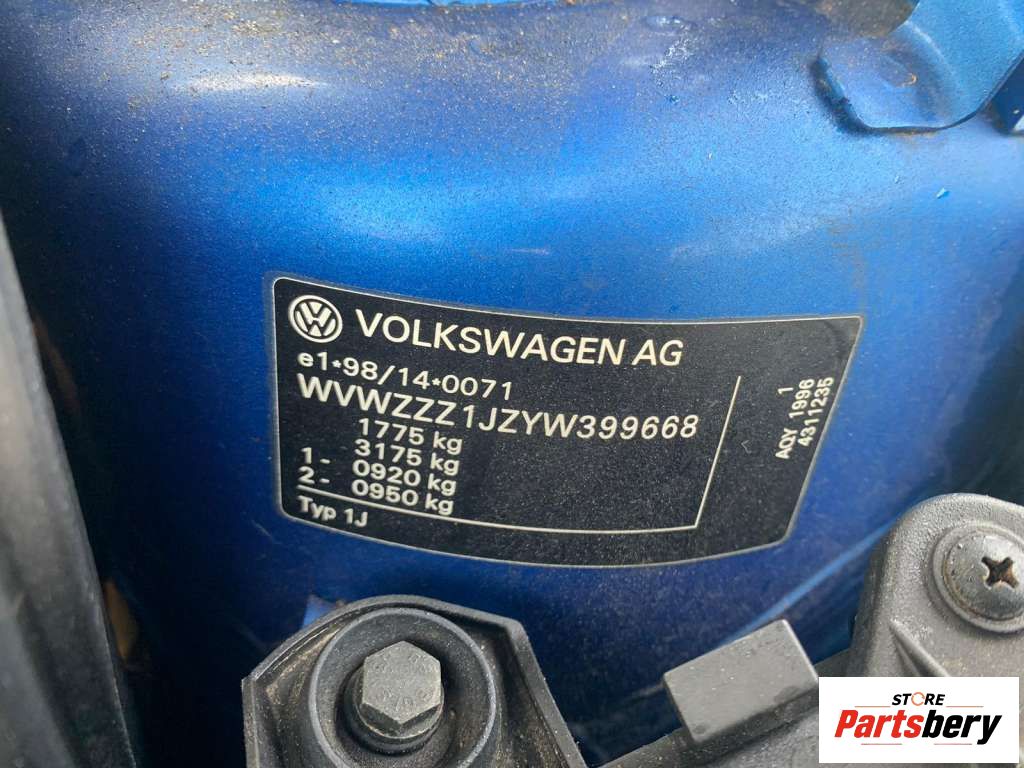 VOLKSWAGEN AG
e1*98/14*0071
WVWZZZ1JZYW399668
1775 kg
3175 kg
1- 0920 kg
2- 0950 kg
Typ 1J
1
AQY 1996
4311235
STORE
Partsbery